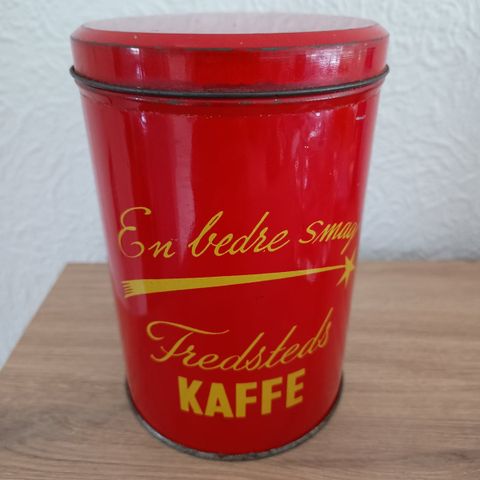 En bedre smag
Fredsteds
KAFFE